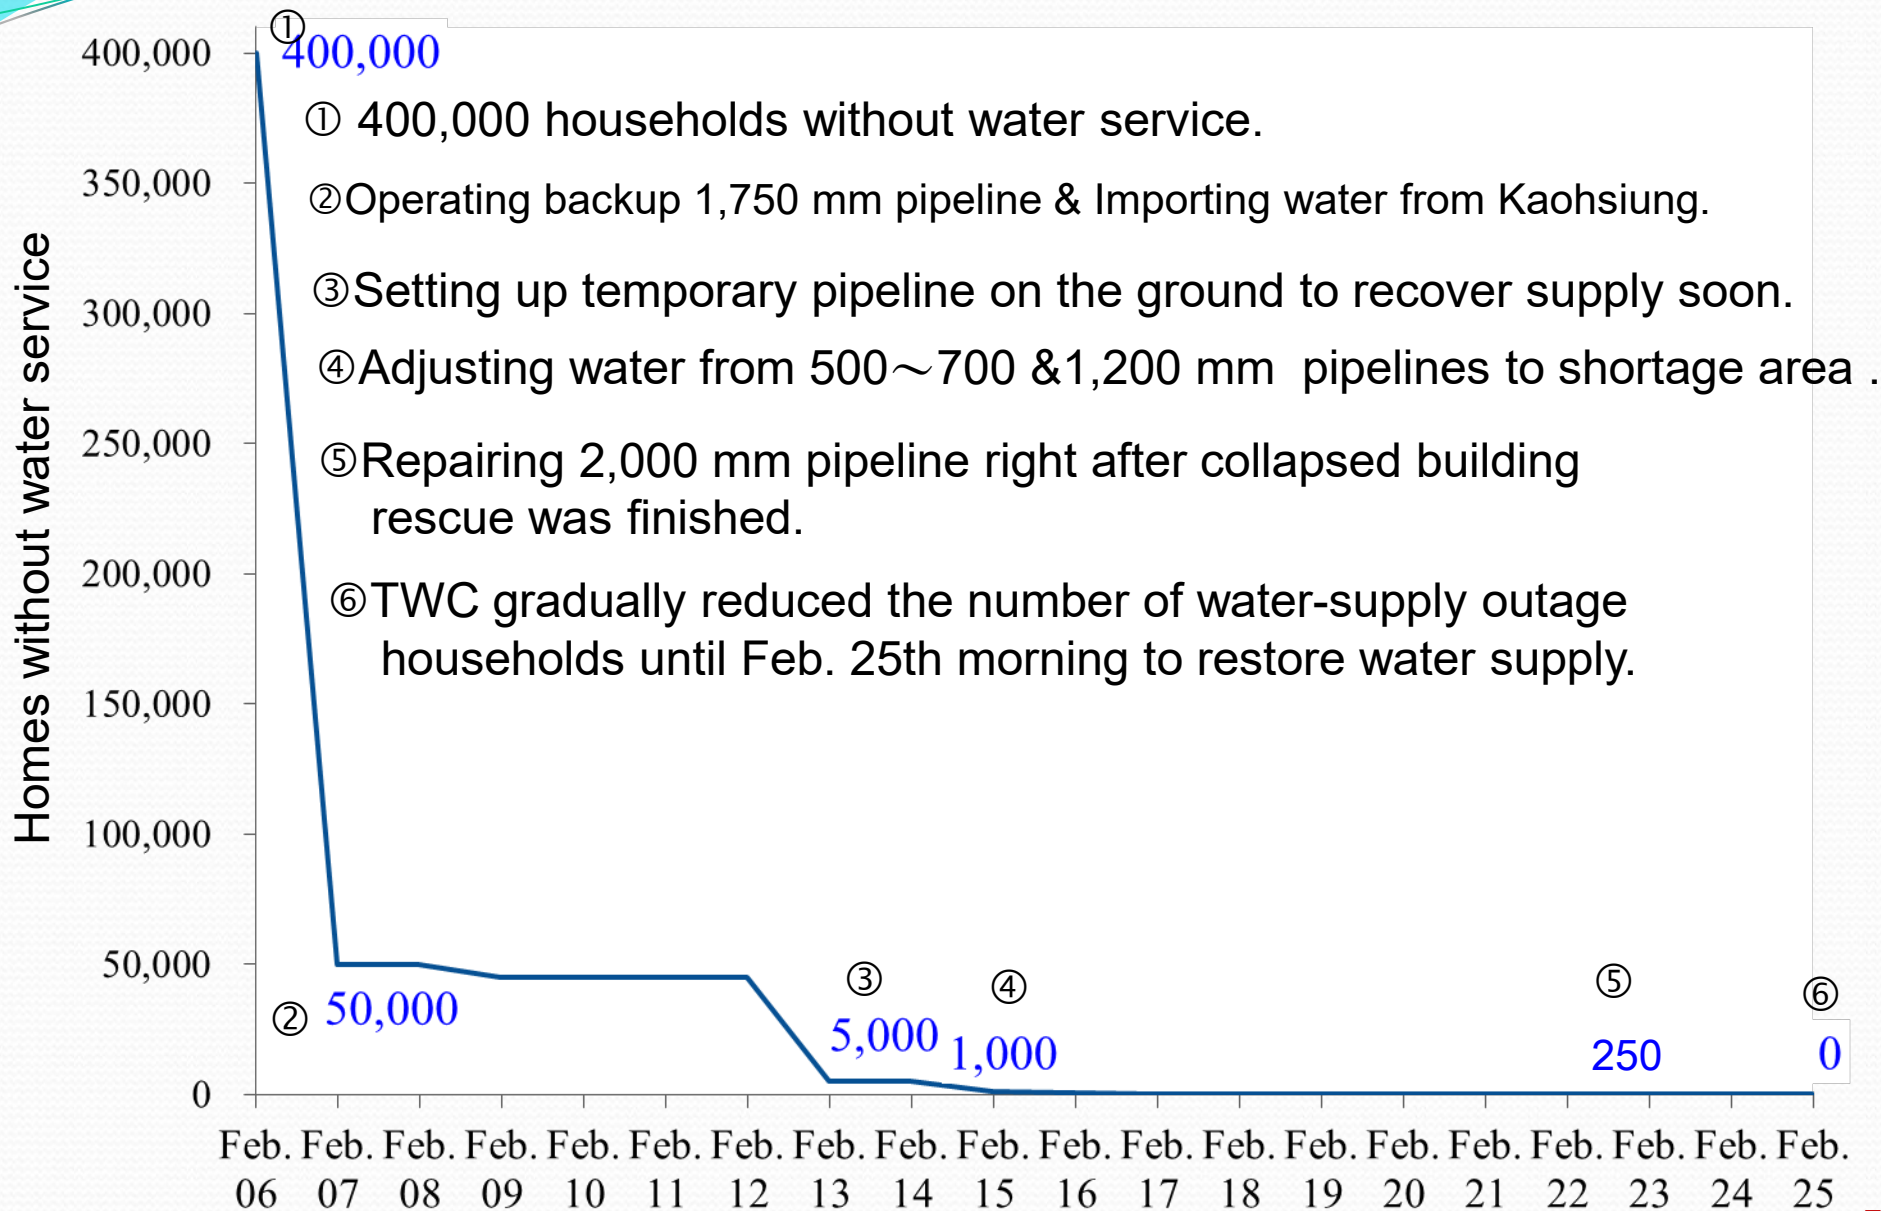 ①
400,000
400,000
① 400,000 households without water service.
350,000
②Operating backup 1,750 mm pipeline & Importing water from Kaohsiung.
③Setting up temporary pipeline on the ground to recover supply soon.
300,000
④Adjusting water from 500～700 &1,200 mm pipelines to shortage area .
250,000
⑤Repairing 2,000 mm pipeline right after collapsed building
rescue was finished.
200,000
⑥TWC gradually reduced the number of water-supply outage
households until Feb. 25th morning to restore water supply.
150,000
100,000
50,000
0
Homes without water service
② 50,000
③
5,000
④
1,000
⑤
250
⑥
0
Feb. Feb. Feb. Feb. Feb. Feb. Feb. Feb. Feb. Feb. Feb. Feb. Feb. Feb. Feb. Feb. Feb. Feb. Feb. Feb.
06 07 08 09 10 11 12 13 14 15 16 17 18 19 20 21 22 23 24 25